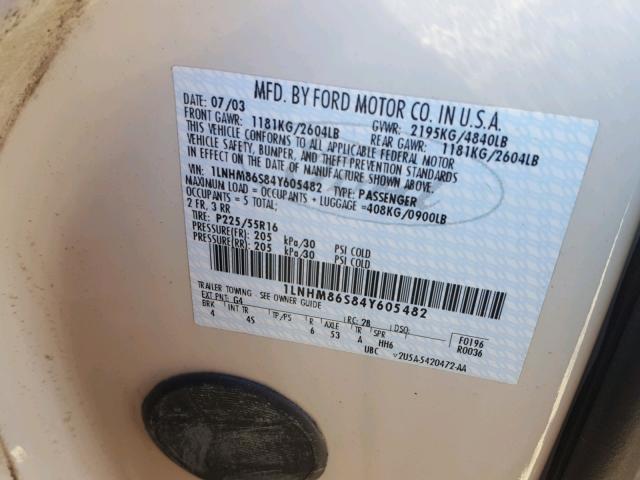 MFD. BY FORD MOTOR CO. IN U.S.A.
DATE: 07/03 GVWR: 2195KG/4840LB
FRONT GAWR: 1181KG/2604LB REAR GAWR: 1181KG/2604LB
THIS VEHICLE CONFORMS TO ALL APPLICABLE FEDERAL MOTOR
VEHICLE SAFETY, BUMPER, AND THEFT PREVENTION STANDARDS
IN EFFECT ON THE DATE OF MANUFACTURE SHOWN ABOVE.
VIN: 1LNHM86S84Y605482 TYPE: PASSENGER
MAXIMUM LOAD = OCCUPANTS + LUGGAGE =408KG/0900LB
OCCUPANTS = 5 TOTAL;
2 FR, 3 RR
TIRE: P225/55R16
PRESSURE(FR): 205 kPa/30 PSI COLD
PRESSURE(RR): 205 kPa/30 PSI COLD
1LNHM86S84Y605482
TRAILER TOWING - SEE OWNER GUIDE
EXT PNT: G4 RC: 28 DSO: F0196
BRK INT TR TP/PS R AXLE TR SPR R0036
4 4S 6 53 A HH6
UBC V2U5A-5420472-AA